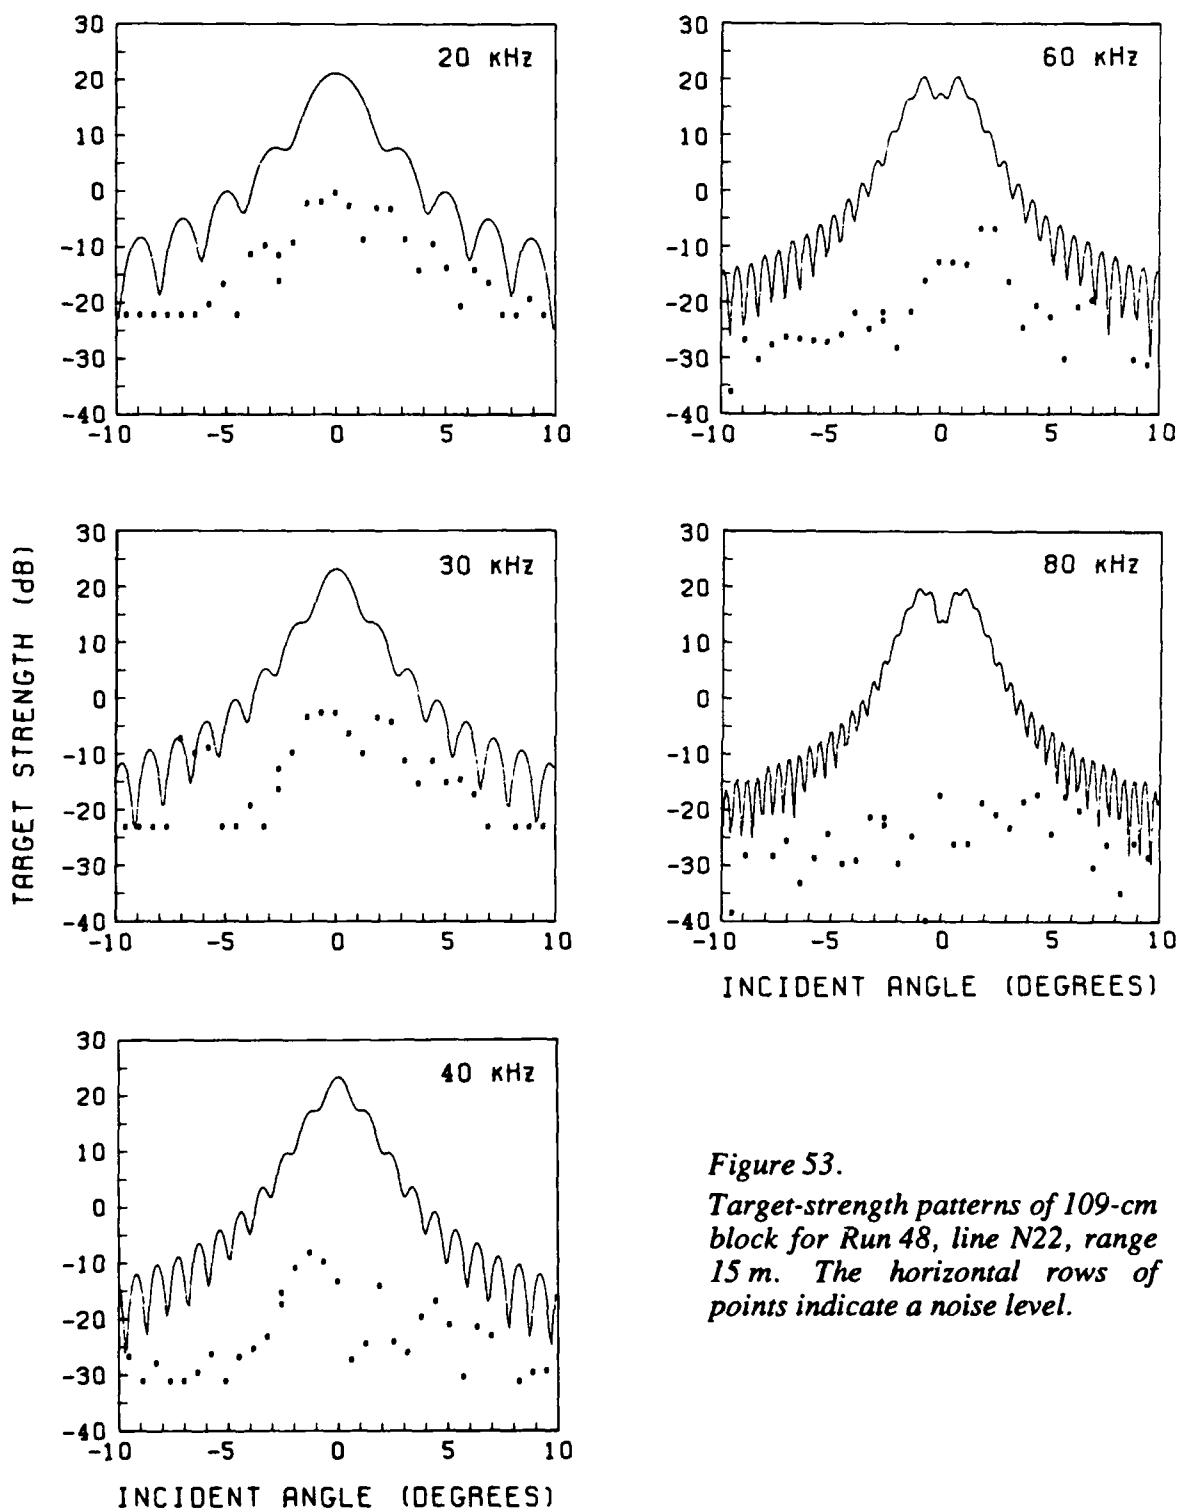 30
20
10
0
-10
-20
-30
-40
-10 -5 0 5 10
20 KHz
30
20
10
0
-10
-20
-30
-40
-10 -5 0 5 10
60 KHz
TARGET STRENGTH (dB)
30
20
10
0
-10
-20
-30
-40
-10 -5 0 5 10
30 KHz
30
20
10
0
-10
-20
-30
-40
-10 -5 0 5 10
80 KHz
INCIDENT ANGLE (DEGREES)
30
20
10
0
-10
-20
-30
-40
-10 -5 0 5 10
40 KHz
INCIDENT ANGLE (DEGREES)
Figure 53.
Target-strength patterns of 109-cm
block for Run 48, line N22, range
15 m. The horizontal rows of
points indicate a noise level.